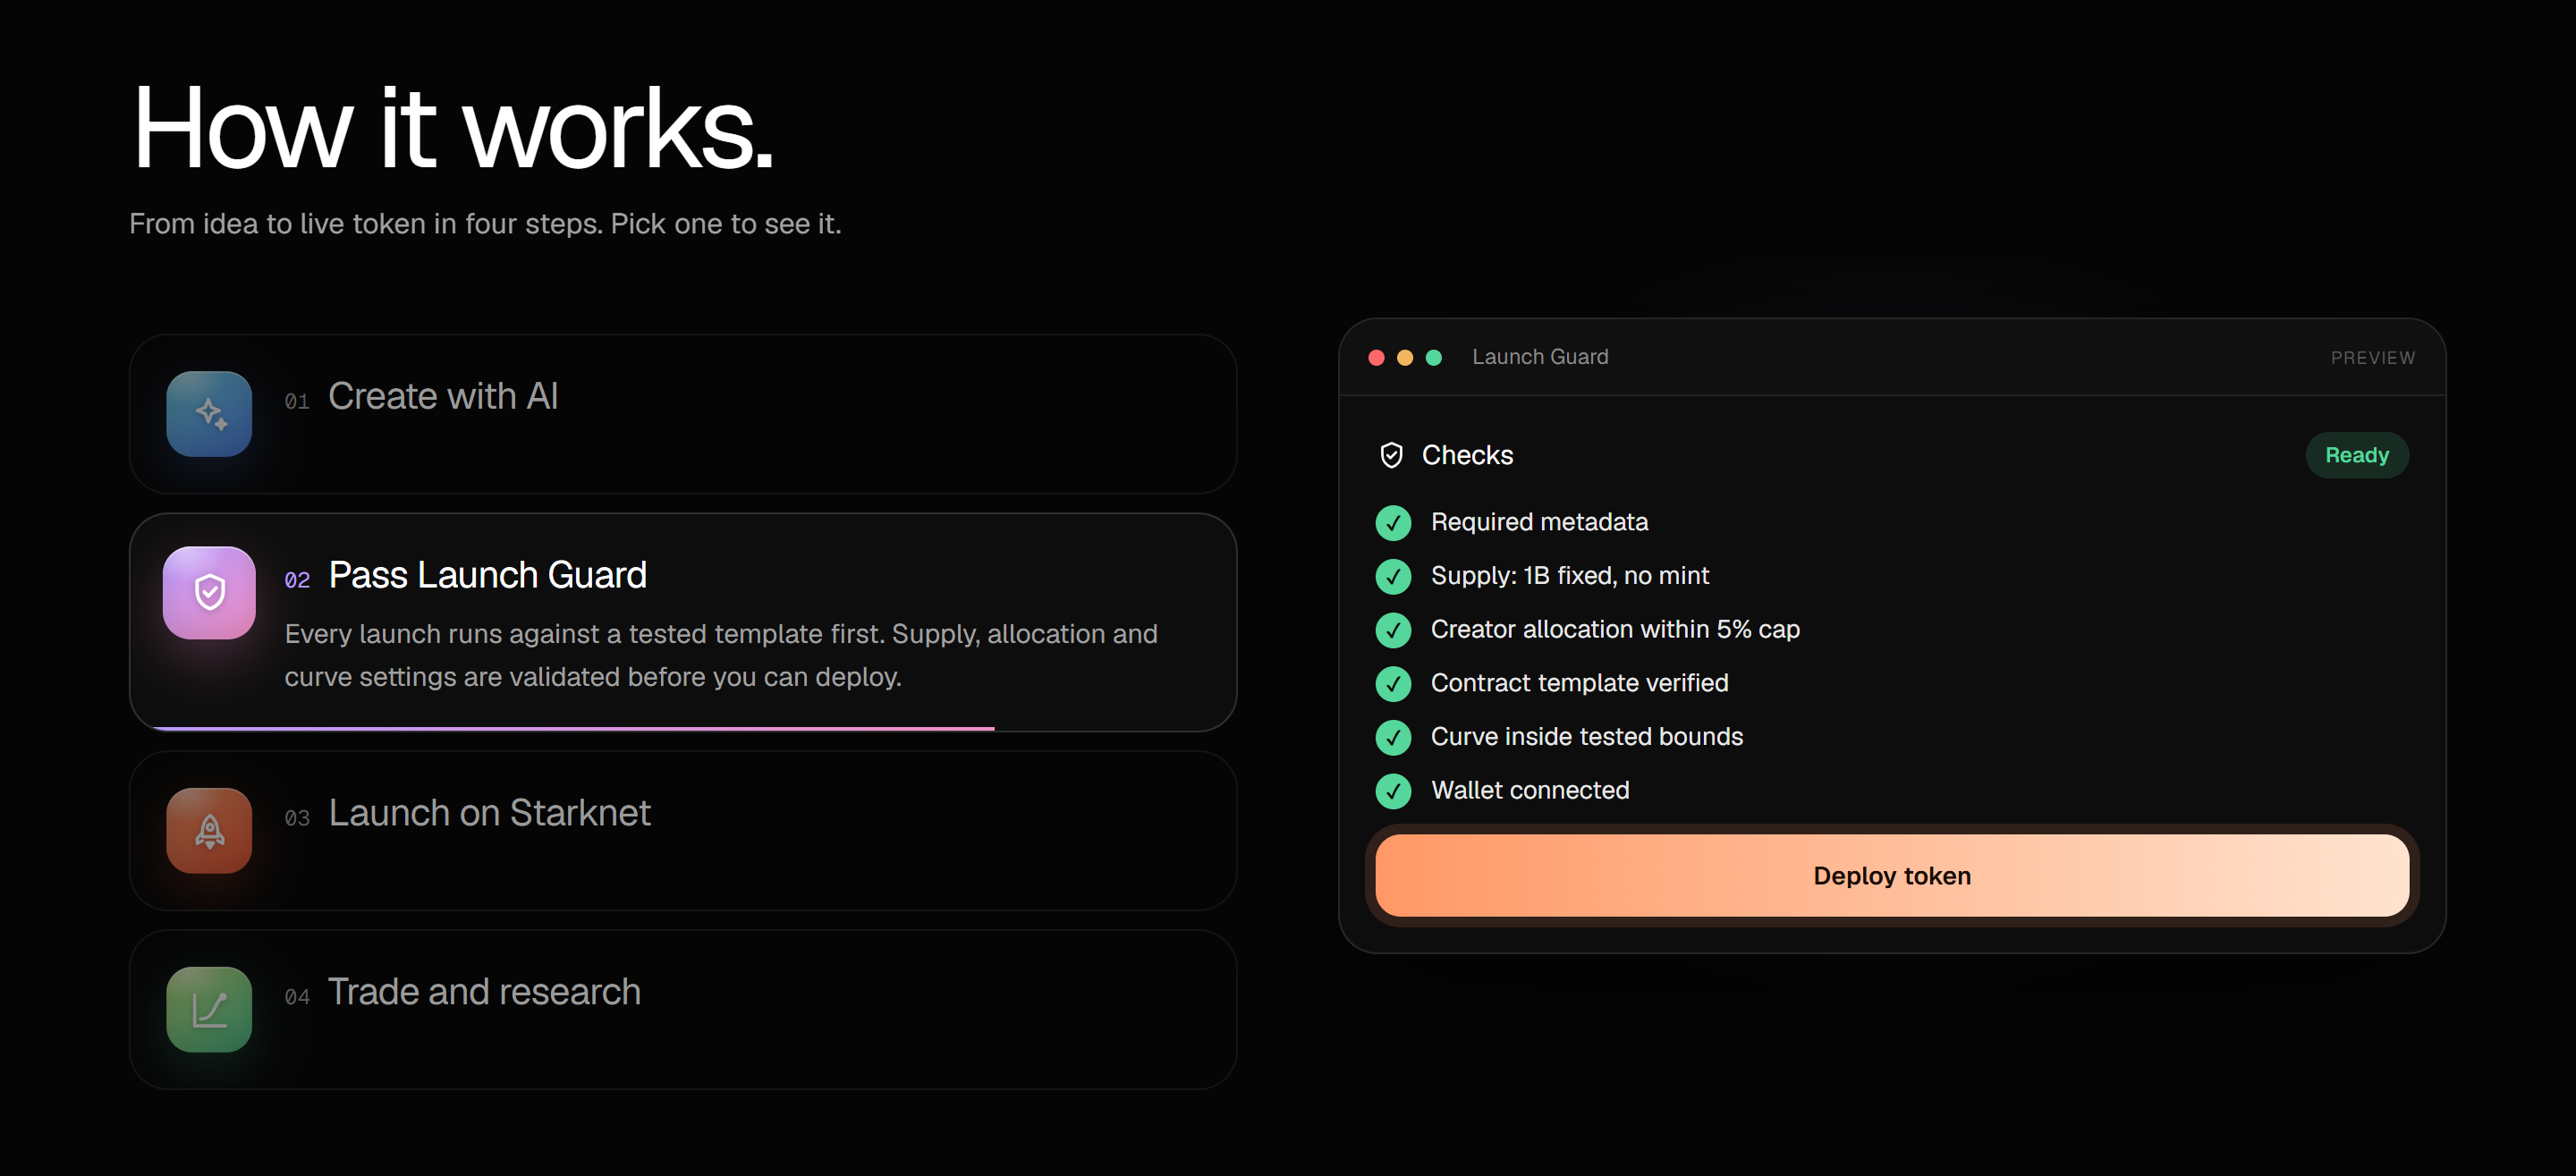 How it works.
From idea to live token in four steps. Pick one to see it.
01 Create with AI
02 Pass Launch Guard
Every launch runs against a tested template first. Supply, allocation and
curve settings are validated before you can deploy.
03 Launch on Starknet
04 Trade and research
Launch Guard PREVIEW
Checks Ready
Required metadata
Supply: 1B fixed, no mint
Creator allocation within 5% cap
Contract template verified
Curve inside tested bounds
Wallet connected
Deploy token